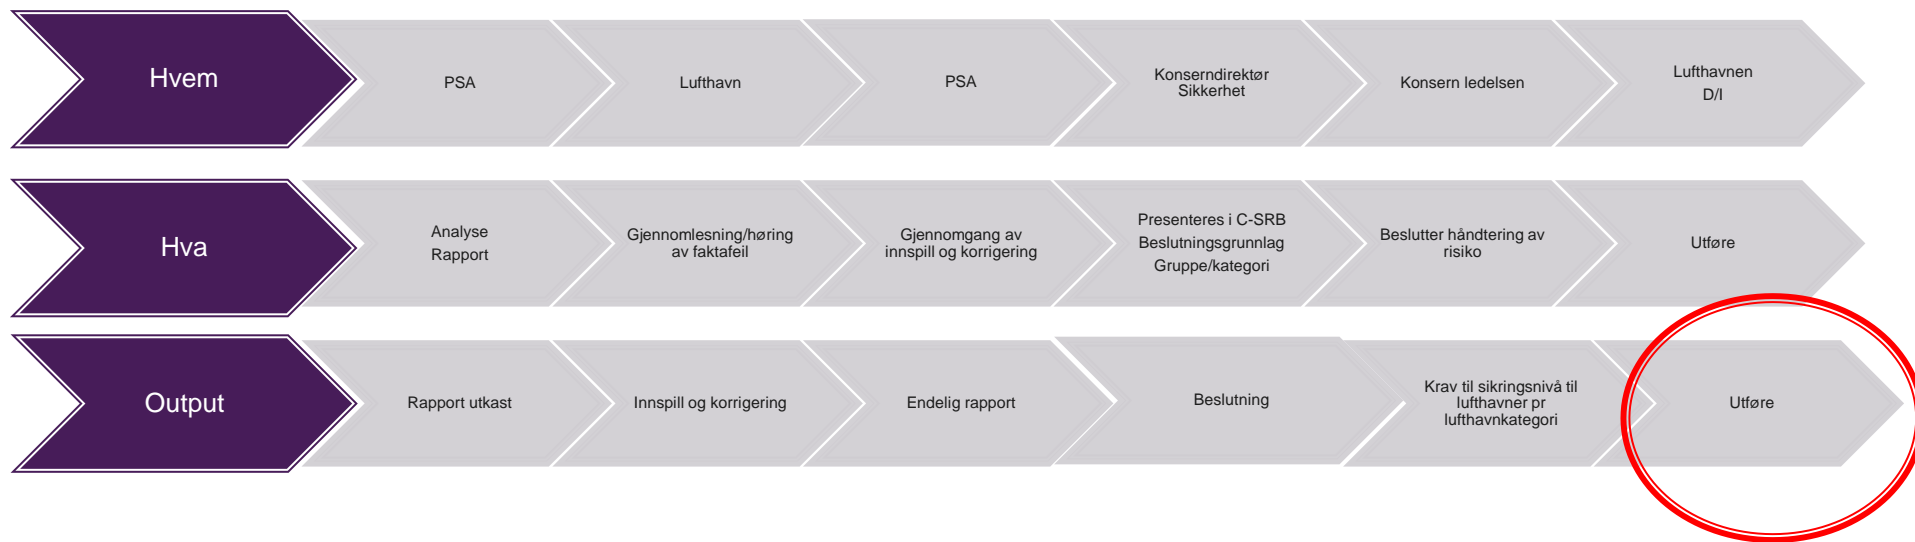 Hvem
PSA
Lufthavn
PSA
Konserndirektør
Sikkerhet
Konsern ledelsen
Lufthavnen
D/I
Hva
Analyse
Rapport
Gjennomlesning/høring
av faktafeil
Gjennomgang av
innspill og korrigering
Presenteres i C-SRB
Beslutningsgrunnlag
Gruppe/kategori
Beslutter håndtering av
risiko
Utføre
Output
Rapport utkast
Innspill og korrigering
Endelig rapport
Beslutning
Krav til sikringsnivå til
lufthavner pr
lufthavnkategori
Utføre